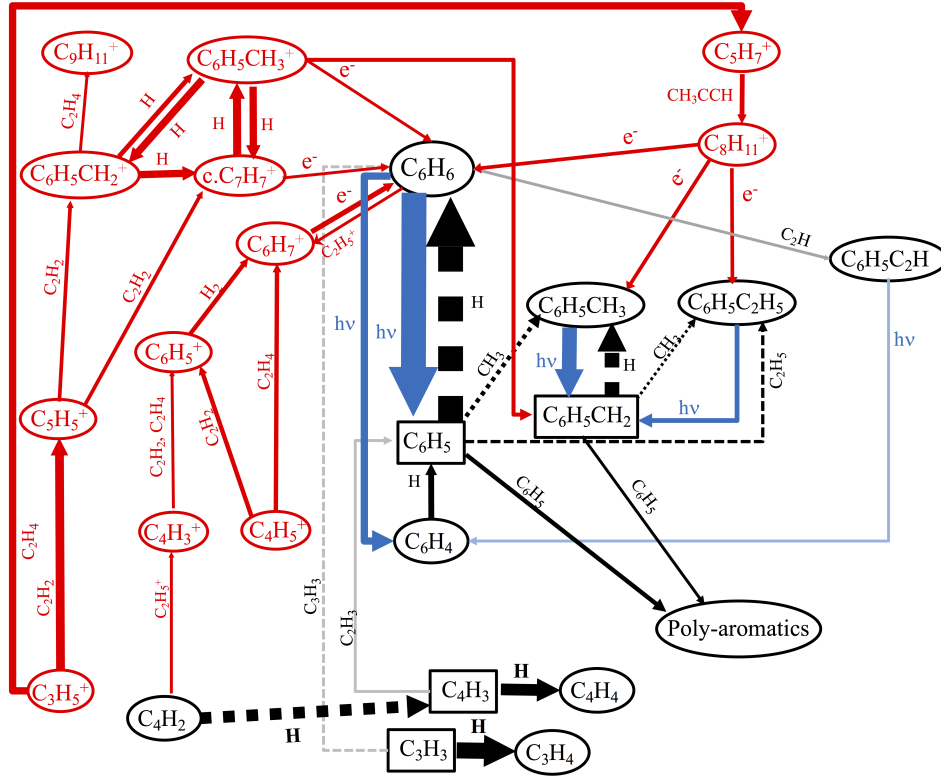 C₉H₁₁⁺
C₆H₅CH₃⁺
C₅H₇⁺
e⁻
H
H
C₂H₄
H
H
CH₃CCH
C₈H₁₁⁺
e⁻
C₆H₅CH₂⁺
H
c.C₇H₇⁺
e⁻
C₆H₆
e⁻
e⁻
e⁻
C₂H₅⁺
C₆H₇⁺
C₂H
C₆H₅C₂H
C₂H₂
C₂H₂
H₂
H
C₆H₅CH₃
C₆H₅C₂H₅
hν
hν
hν
hν
C₆H₅⁺
C₂H₄
CH₃
H
CH₃
C₂H₅
C₅H₅⁺
C₂H₂
C₆H₅CH₂
hν
C₆H₅
C₂H₂, C₂H₄
H
C₆H₅
C₆H₅
C₂H₄
C₂H₂
C₄H₃⁺
C₄H₅⁺
C₆H₄
C₂H₅⁺
C₃H₃
C₂H₃
Poly-aromatics
C₃H₅⁺
C₄H₂
H
C₄H₃
H
C₄H₄
C₃H₃
H
C₃H₄